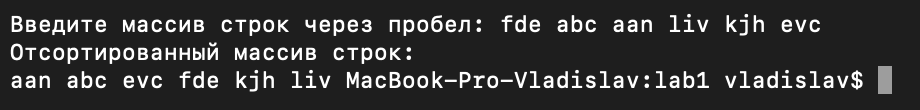 Введите массив строк через пробел: fde abc aan liv kjh evc
Отсортированный массив строк:
aan abc evc fde kjh liv MacBook-Pro-Vladislav:lab1 vladislav$